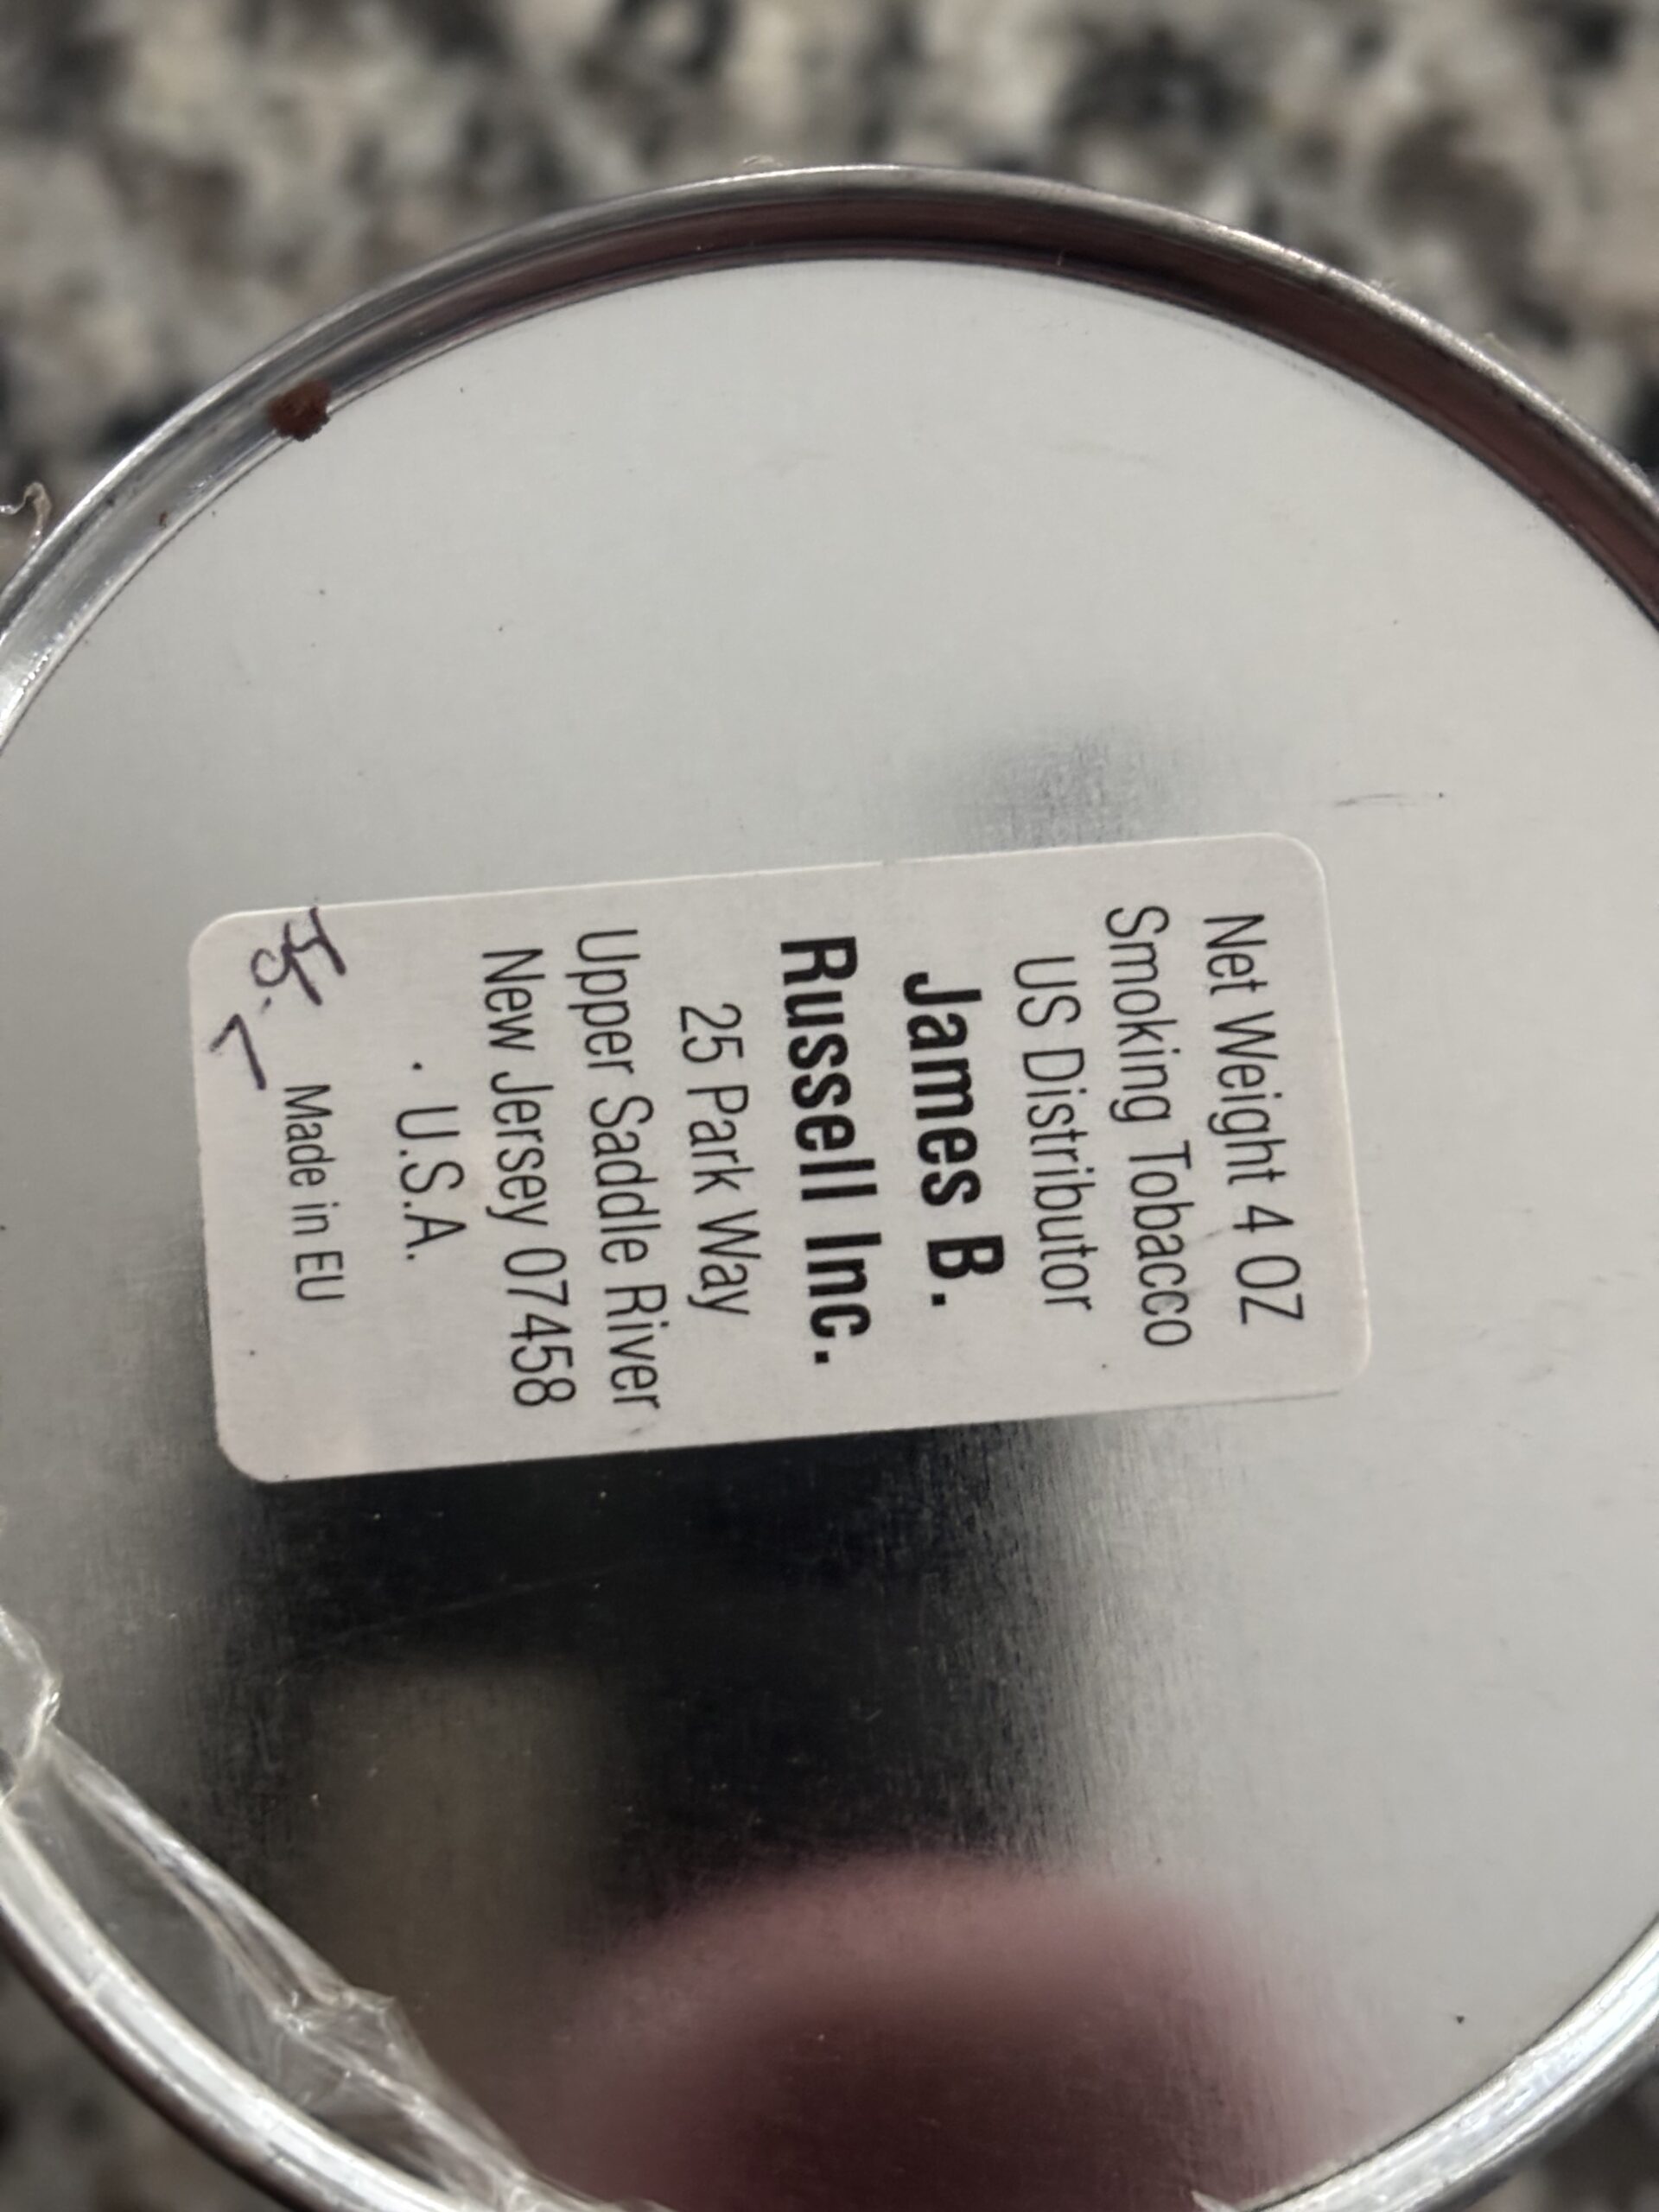 Net Weight 4 OZ
Smoking Tobacco
US Distributor
James B.
Russell Inc.
25 Park Way
Upper Saddle River
New Jersey 07458
U.S.A.
Made in EU